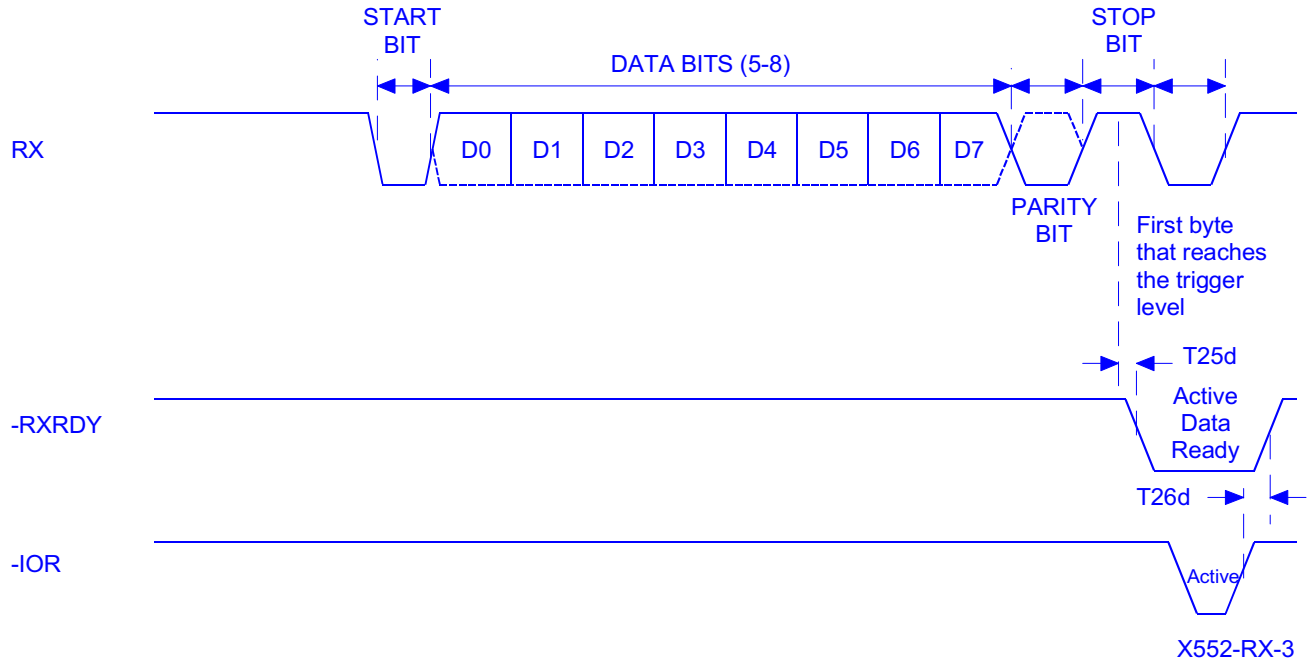 START
BIT
STOP
BIT
DATA BITS (5-8)
RX
D0 D1 D2 D3 D4 D5 D6 D7
PARITY
BIT
First byte
that reaches
the trigger
level
T25d
-RXRDY
Active
Data
Ready
T26d
-IOR
Active
X552-RX-3